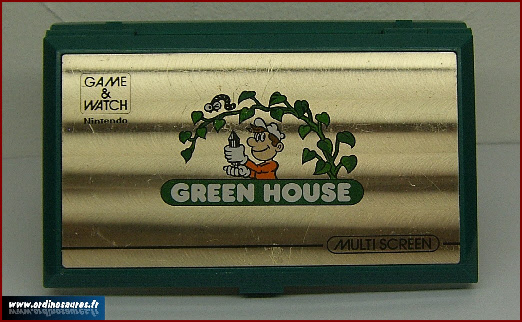 GAME
&
WATCH
Nintendo
GREEN HOUSE
MULTI SCREEN
www.ordinosaures.fr